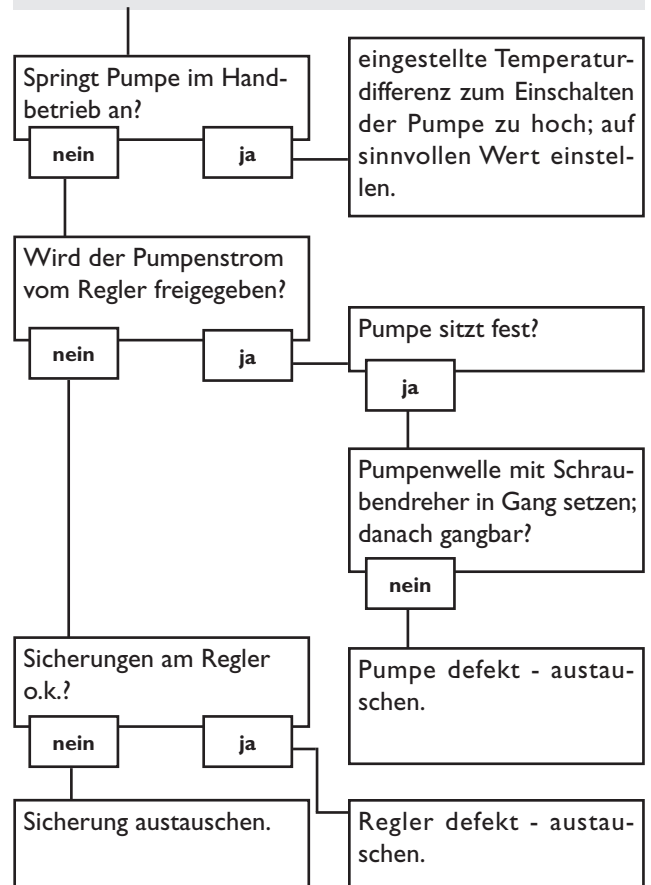 Springt Pumpe im Hand-
betrieb an?
nein
ja
eingestellte Temperatur-
differenz zum Einschalten
der Pumpe zu hoch; auf
sinnvollen Wert einstel-
len.
Wird der Pumpenstrom
vom Regler freigegeben?
nein
ja
Pumpe sitzt fest?
ja
Pumpenwelle mit Schrau-
bendreher in Gang setzen;
danach gangbar?
nein
Pumpe defekt - austau-
schen.
Sicherungen am Regler
o.k.?
nein
ja
Sicherung austauschen.
Regler defekt - austau-
schen.